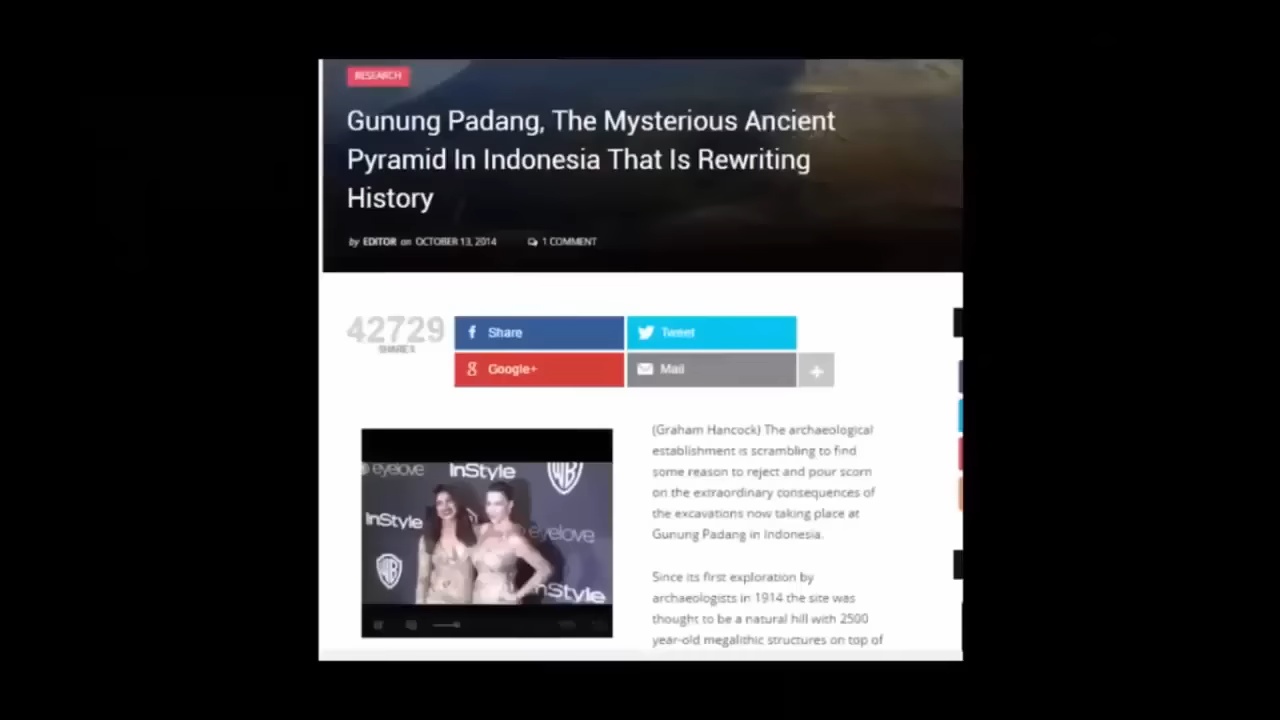 RESEARCH
Gunung Padang, The Mysterious Ancient
Pyramid In Indonesia That Is Rewriting
History
by EDITOR on OCTOBER 13, 2014 1 COMMENT
42729
SHARES
Share
Tweet
Google+
Mail
(Graham Hancock) The archaeological
establishment is scrambling to find
some reason to reject and pour scorn
on the extraordinary consequences of
the excavations now taking place at
Gunung Padang in Indonesia.
Since its first exploration by
archaeologists in 1914 the site was
thought to be a natural hill with 2500
year-old megalithic structures on top of
eyelove InStyle WB
InStyle eyelove
WB InStyle